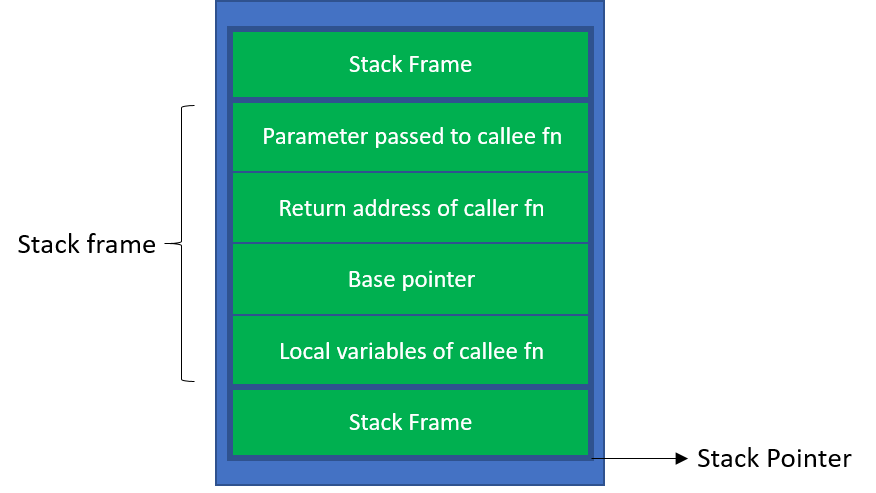 Stack Frame
Parameter passed to callee fn
Return address of caller fn
Stack frame
Base pointer
Local variables of callee fn
Stack Frame
Stack Pointer